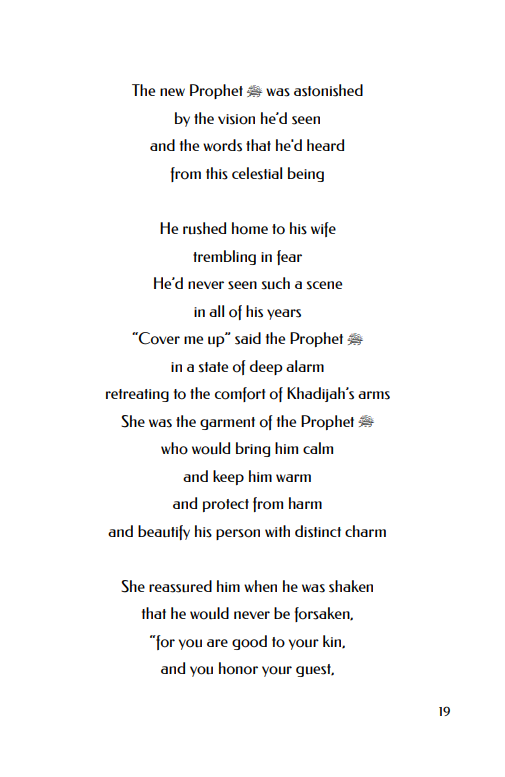 The new Prophet ﷺ was astonished
by the vision he'd seen
and the words that he'd heard
from this celestial being
He rushed home to his wife
trembling in fear
He'd never seen such a scene
in all of his years
“Cover me up” said the Prophet ﷺ
in a state of deep alarm
retreating to the comfort of Khadijah's arms
She was the garment of the Prophet ﷺ
who would bring him calm
and keep him warm
and protect from harm
and beautify his person with distinct charm
She reassured him when he was shaken
that he would never be forsaken,
“for you are good to your kin,
and you honor your guest,
19